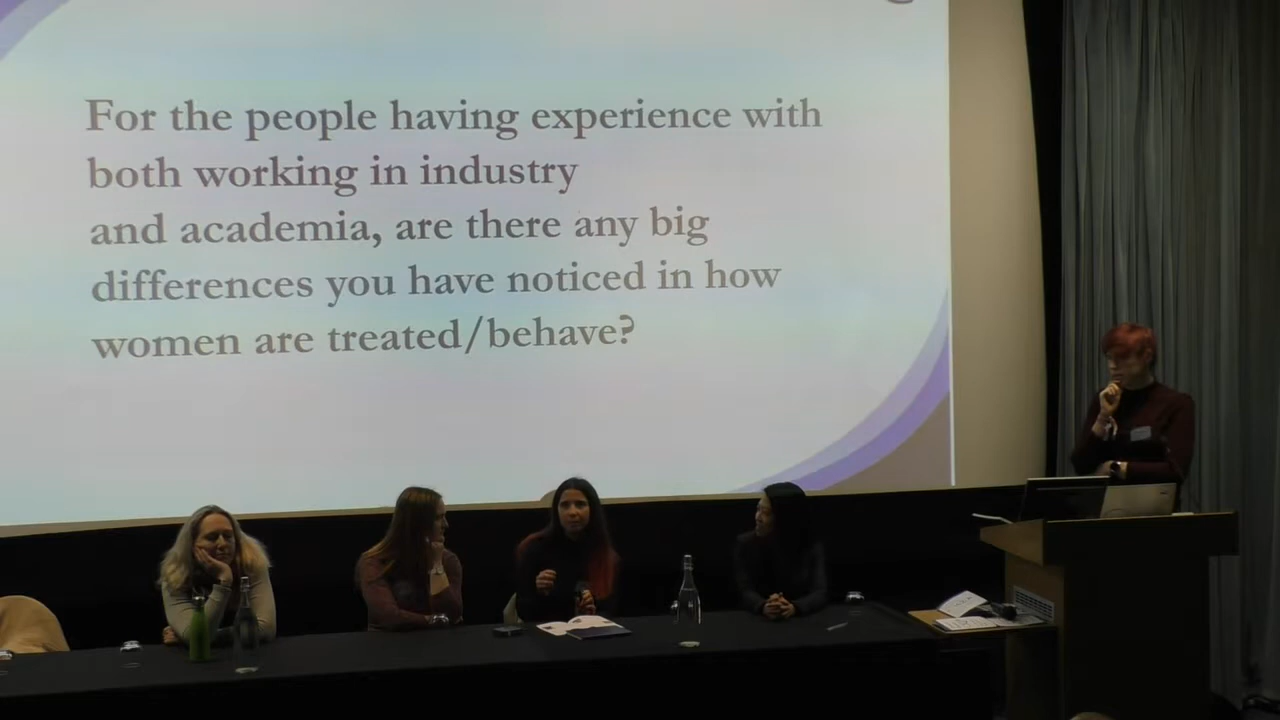 For the people having experience with
both working in industry
and academia, are there any big
differences you have noticed in how
women are treated/behave?